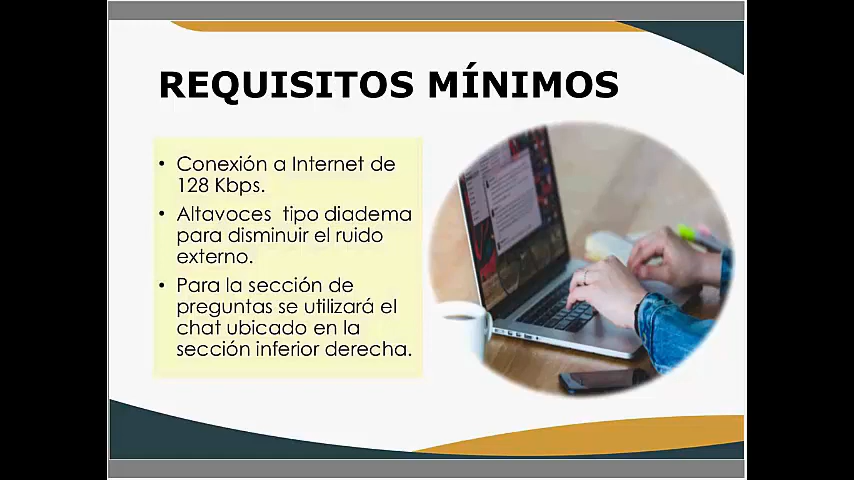 REQUISITOS MÍNIMOS
• Conexión a Internet de
128 Kbps.
• Altavoces tipo diadema
para disminuir el ruido
externo.
• Para la sección de
preguntas se utilizará el
chat ubicado en la
sección inferior derecha.